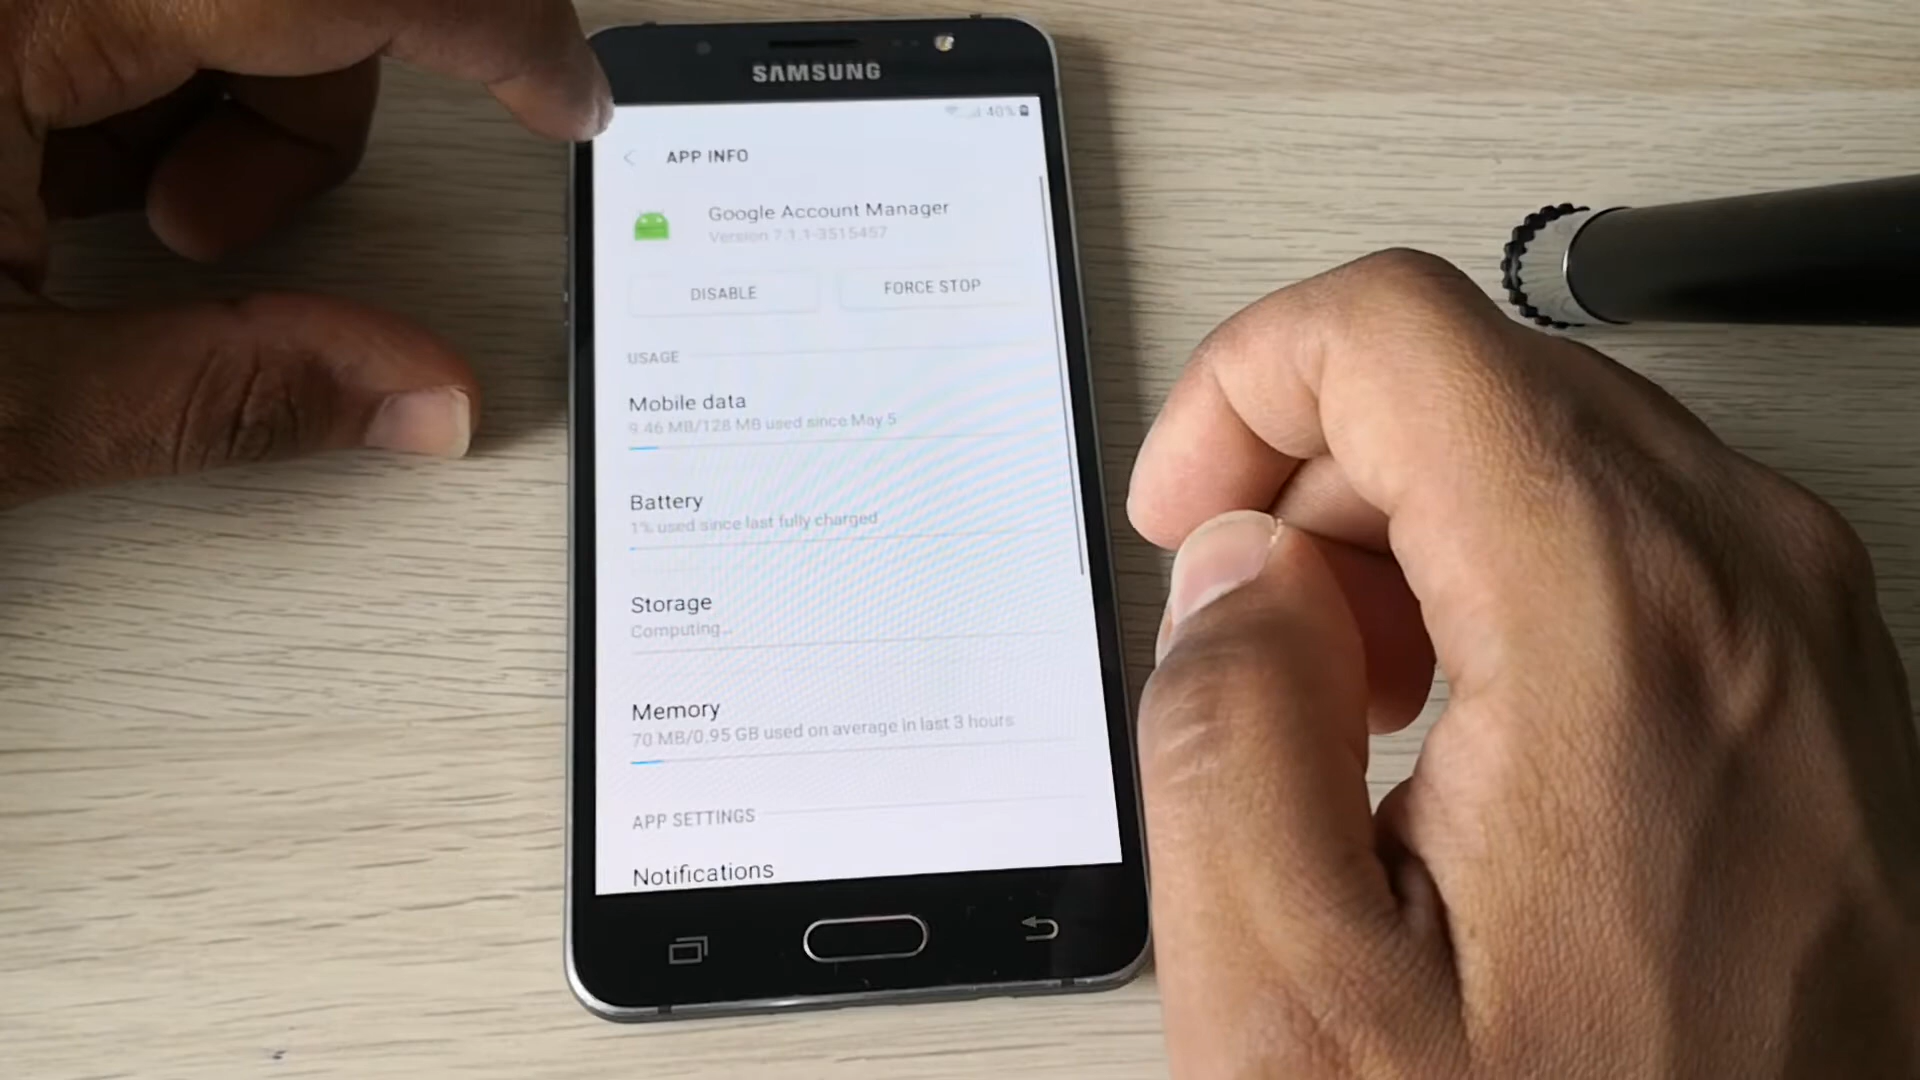 SAMSUNG
40%
APP INFO
Google Account Manager
Version 7.1.1-3515457
DISABLE
FORCE STOP
USAGE
Mobile data
9.46 MB/128 MB used since May 5
Battery
1% used since last fully charged
Storage
Computing...
Memory
70 MB/0.95 GB used on average in last 3 hours
APP SETTINGS
Notifications